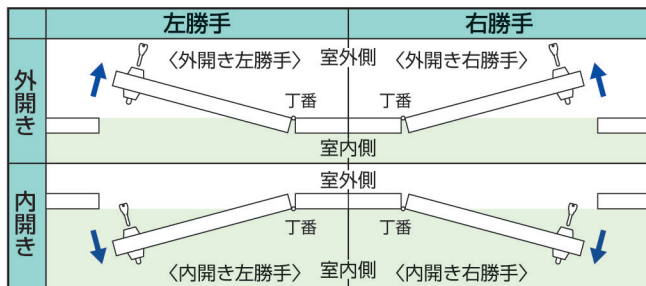 左勝手
右勝手
外開き
〈外開き左勝手〉
室外側
〈外開き右勝手〉
丁番
丁番
室内側
内開き
室外側
丁番
丁番
〈内開き左勝手〉
室内側
〈内開き右勝手〉